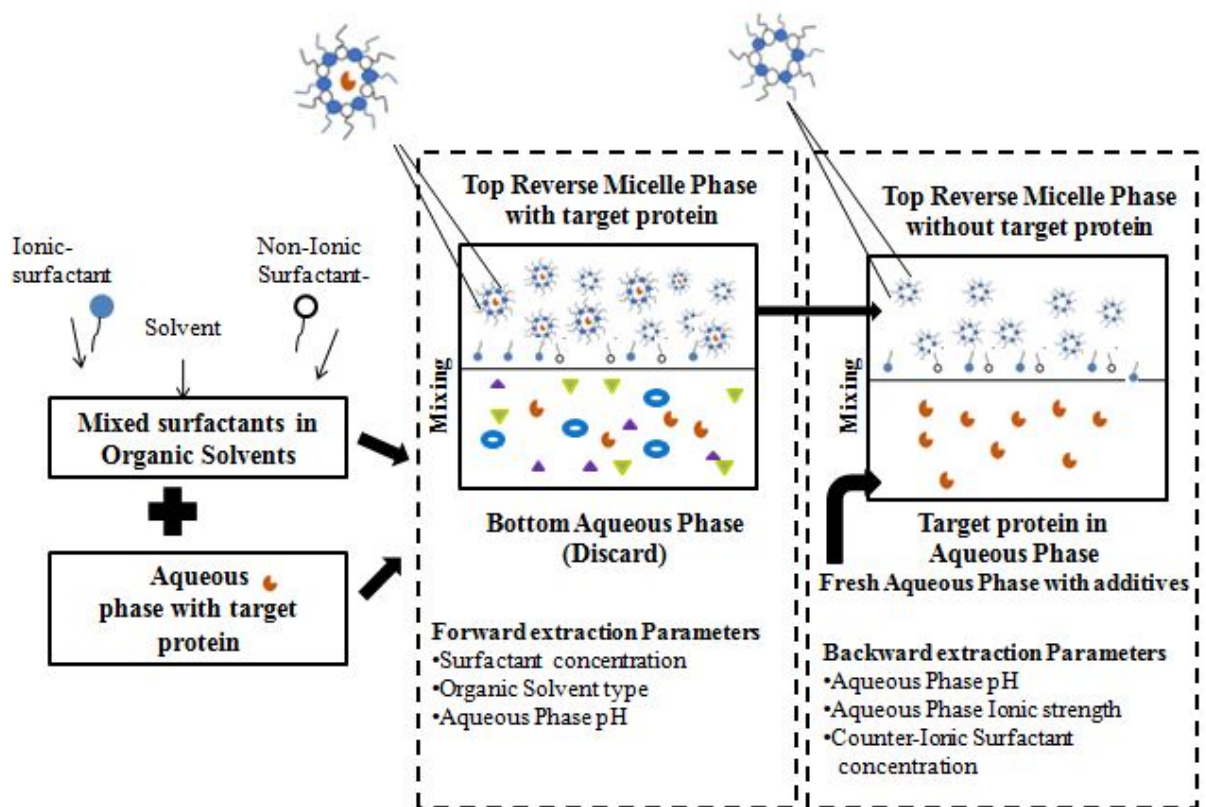 Ionic-
surfactant
Solvent
Non-Ionic
Surfactant-
Mixed surfactants in
Organic Solvents
Aqueous
phase with target
protein
Top Reverse Micelle Phase
with target protein
Mixing
Bottom Aqueous Phase
(Discard)
Forward extraction Parameters
•Surfactant concentration
•Organic Solvent type
•Aqueous Phase pH
Top Reverse Micelle Phase
without target protein
Mixing
Target protein in
Aqueous Phase
Fresh Aqueous Phase with additives
Backward extraction Parameters
•Aqueous Phase pH
•Aqueous Phase Ionic strength
•Counter-Ionic Surfactant
concentration